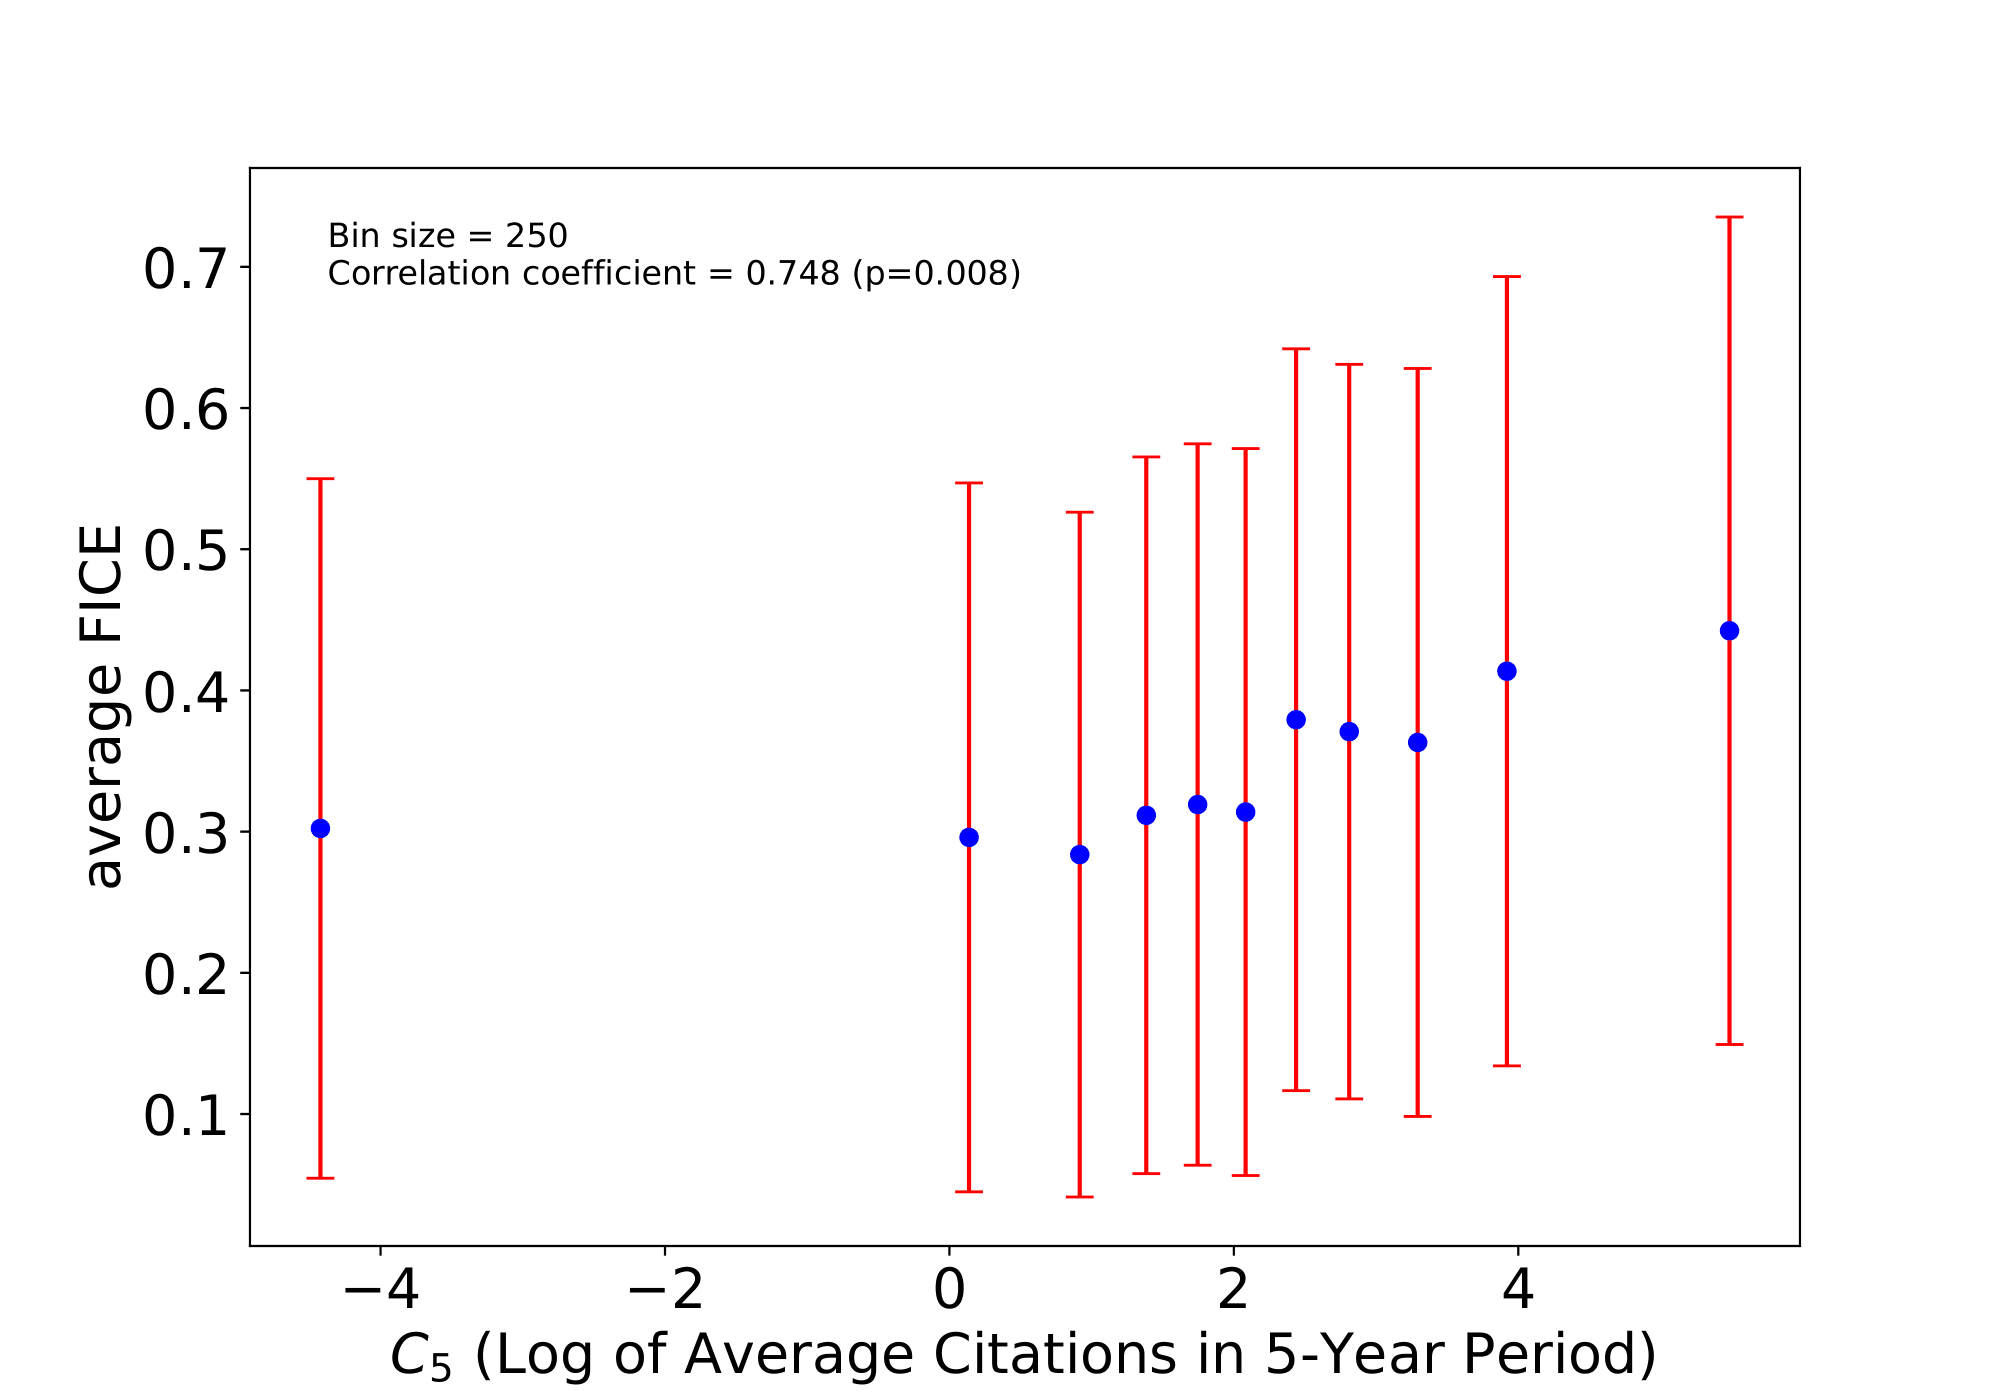 Bin size = 250
Correlation coefficient = 0.748 (p=0.008)
average FICE
0.7
0.6
0.5
0.4
0.3
0.2
0.1
−4 −2 0 2 4
C₅ (Log of Average Citations in 5-Year Period)